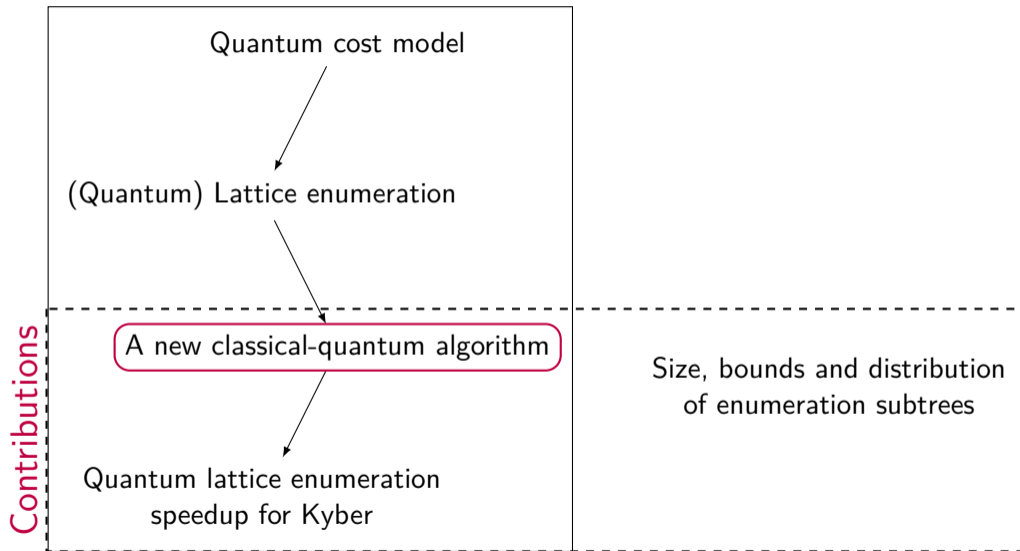 Quantum cost model
(Quantum) Lattice enumeration
Contributions
A new classical-quantum algorithm
Size, bounds and distribution
of enumeration subtrees
Quantum lattice enumeration
speedup for Kyber